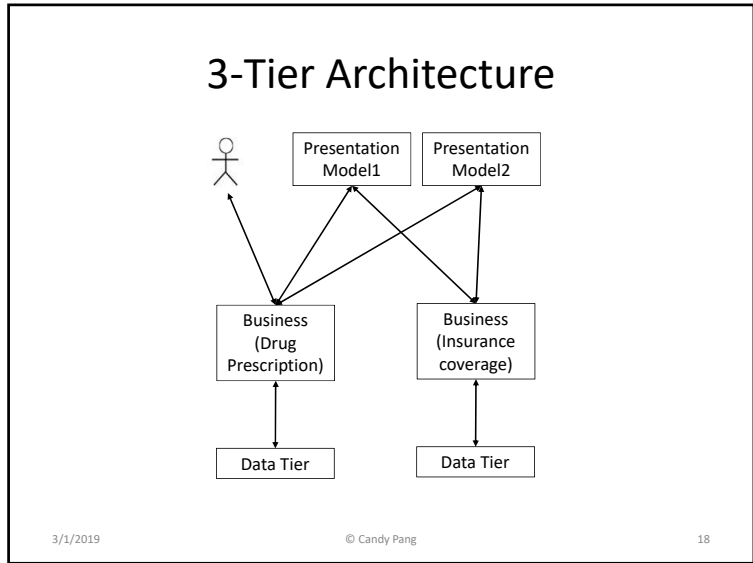 3-Tier Architecture
Presentation
Model1
Presentation
Model2
Business
(Drug
Prescription)
Business
(Insurance
coverage)
Data Tier
Data Tier
3/1/2019
© Candy Pang
18